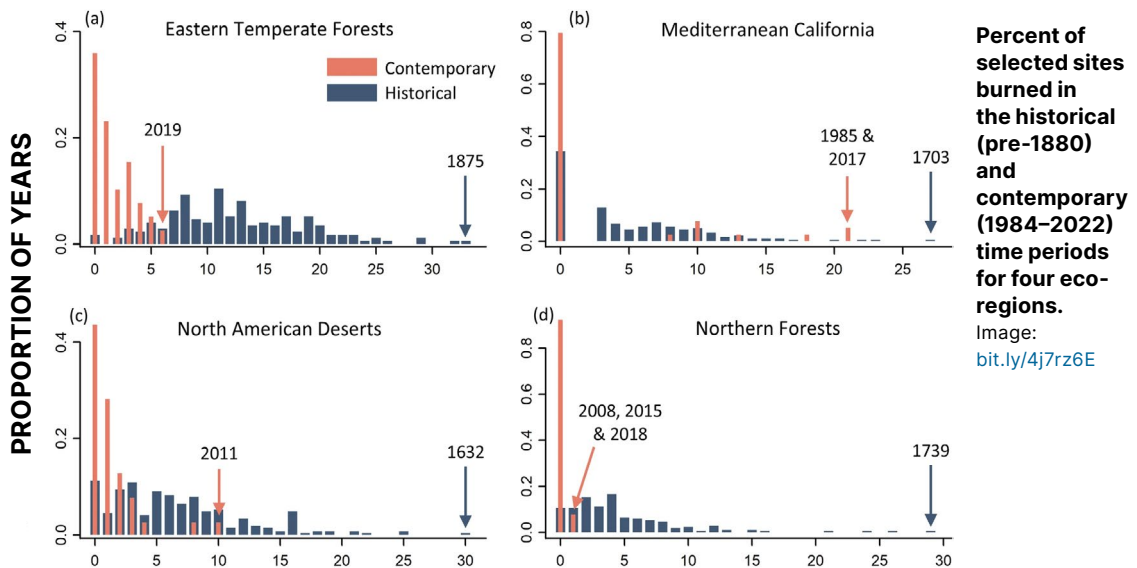 (a)
Eastern Temperate Forests
Contemporary
Historical
2019
1875
0.0
0.2
0.4
0 5 10 15 20 25 30
(b)
Mediterranean California
1985 &
2017
1703
0.0
0.2
0.4
0.6
0.8
0 5 10 15 20 25
(c)
North American Deserts
2011
1632
0.0
0.2
0.4
0 5 10 15 20 25 30
(d)
Northern Forests
2008, 2015
& 2018
1739
0.0
0.2
0.4
0.6
0.8
0 5 10 15 20 25 30
PROPORTION OF YEARS
Percent of
selected sites
burned in
the historical
(pre-1880)
and
contemporary
(1984–2022)
time periods
for four eco-
regions.
Image:
bit.ly/4j7rz6E